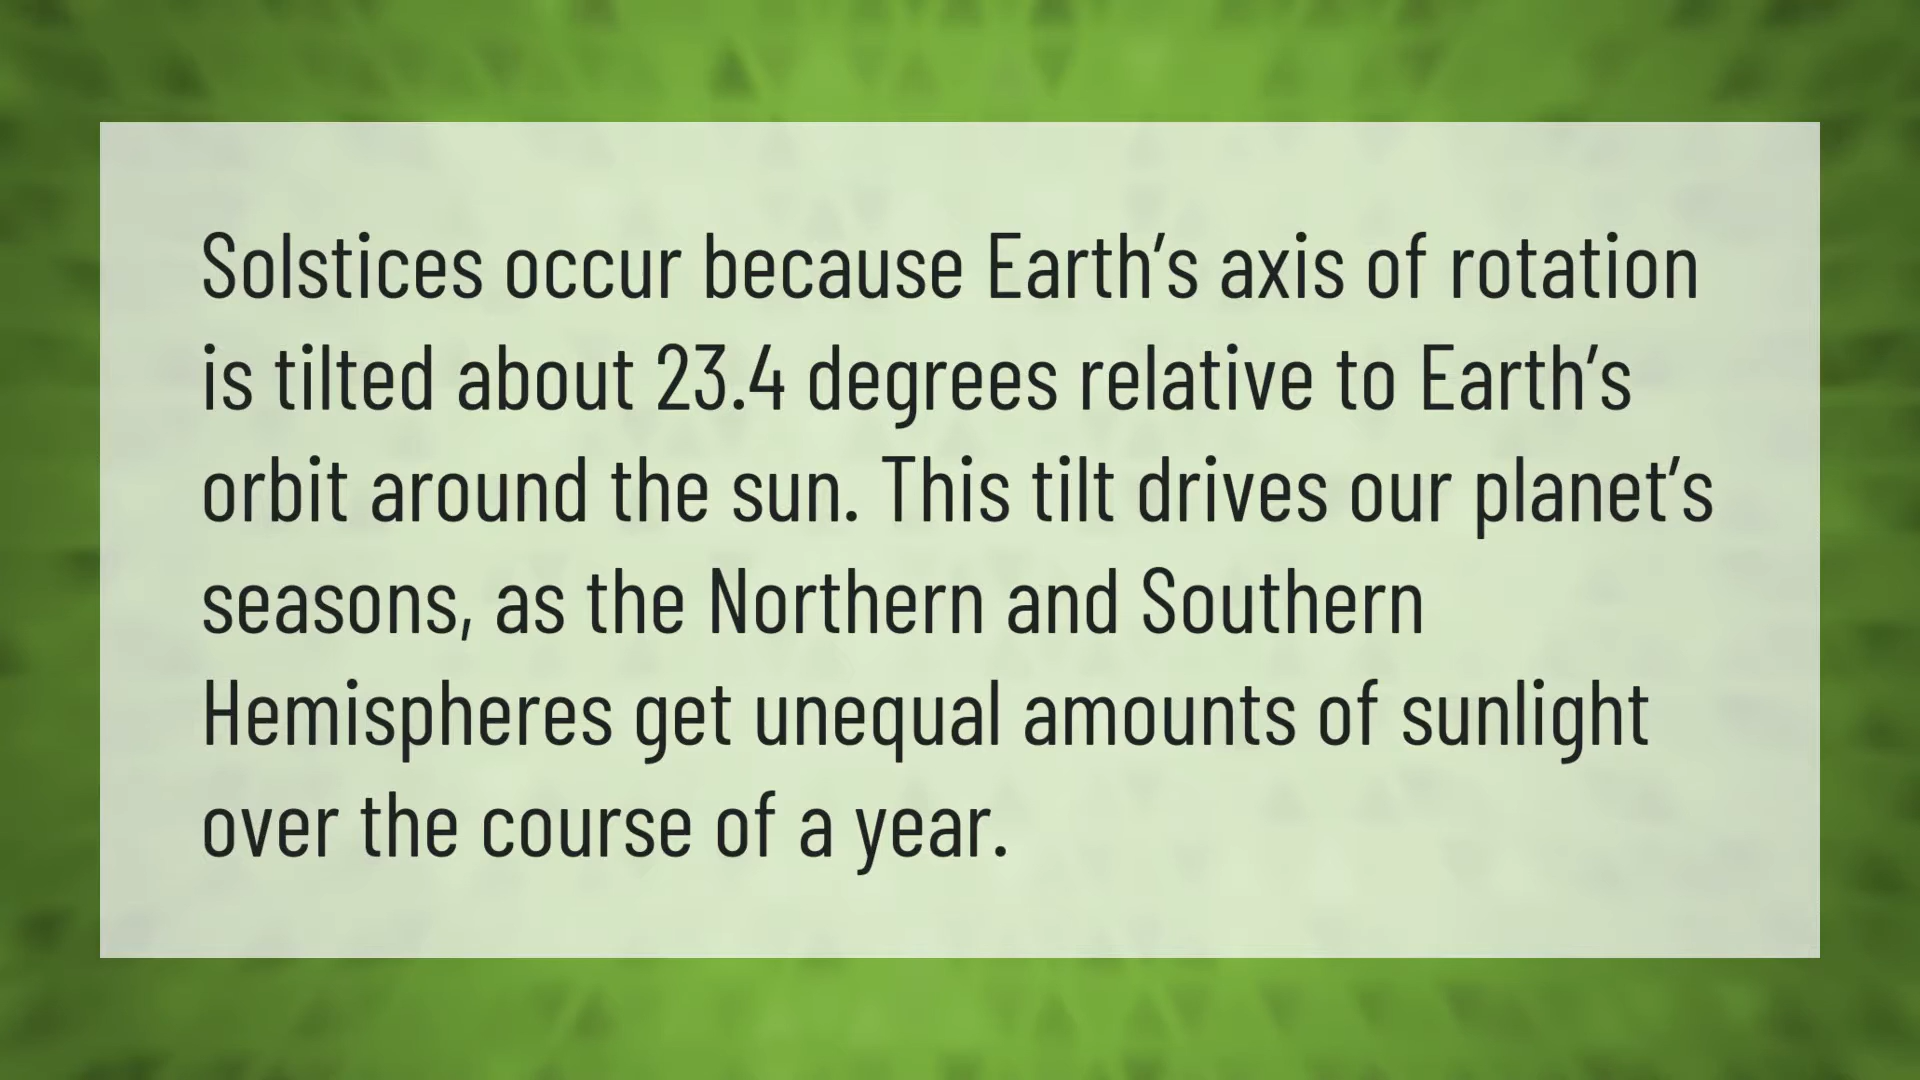 Solstices occur because Earth’s axis of rotation
is tilted about 23.4 degrees relative to Earth’s
orbit around the sun. This tilt drives our planet’s
seasons, as the Northern and Southern
Hemispheres get unequal amounts of sunlight
over the course of a year.